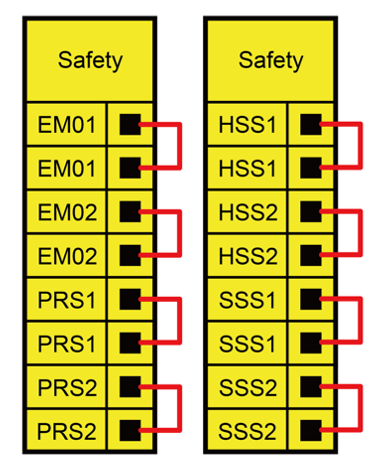 Safety
EM01
EM01
EM02
EM02
PRS1
PRS1
PRS2
PRS2
Safety
HSS1
HSS1
HSS2
HSS2
SSS1
SSS1
SSS2
SSS2